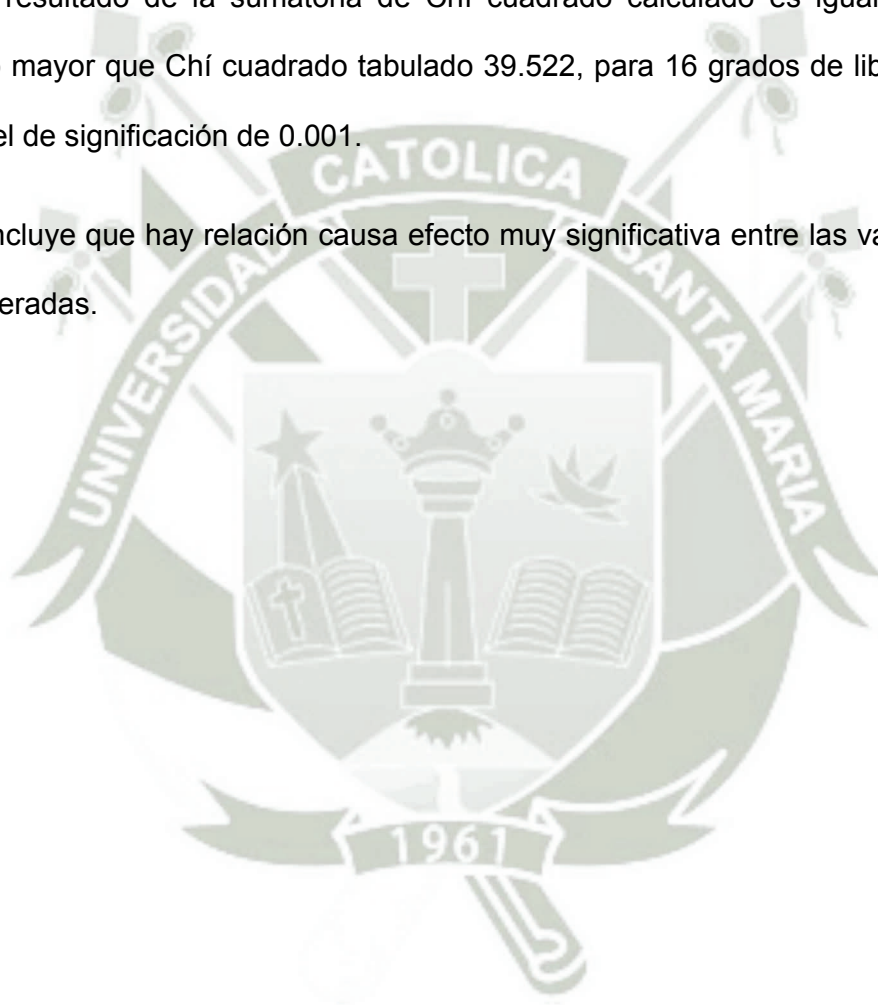 resultado de la sumatoria de Chí cuadrado calculado es igual
mayor que Chí cuadrado tabulado 39.522, para 16 grados de lib
el de significación de 0.001.
CATOLICA
ncluye que hay relación causa efecto muy significativa entre las va
eradas.
UNIVERSIDAD
SANTA MARIA
1961